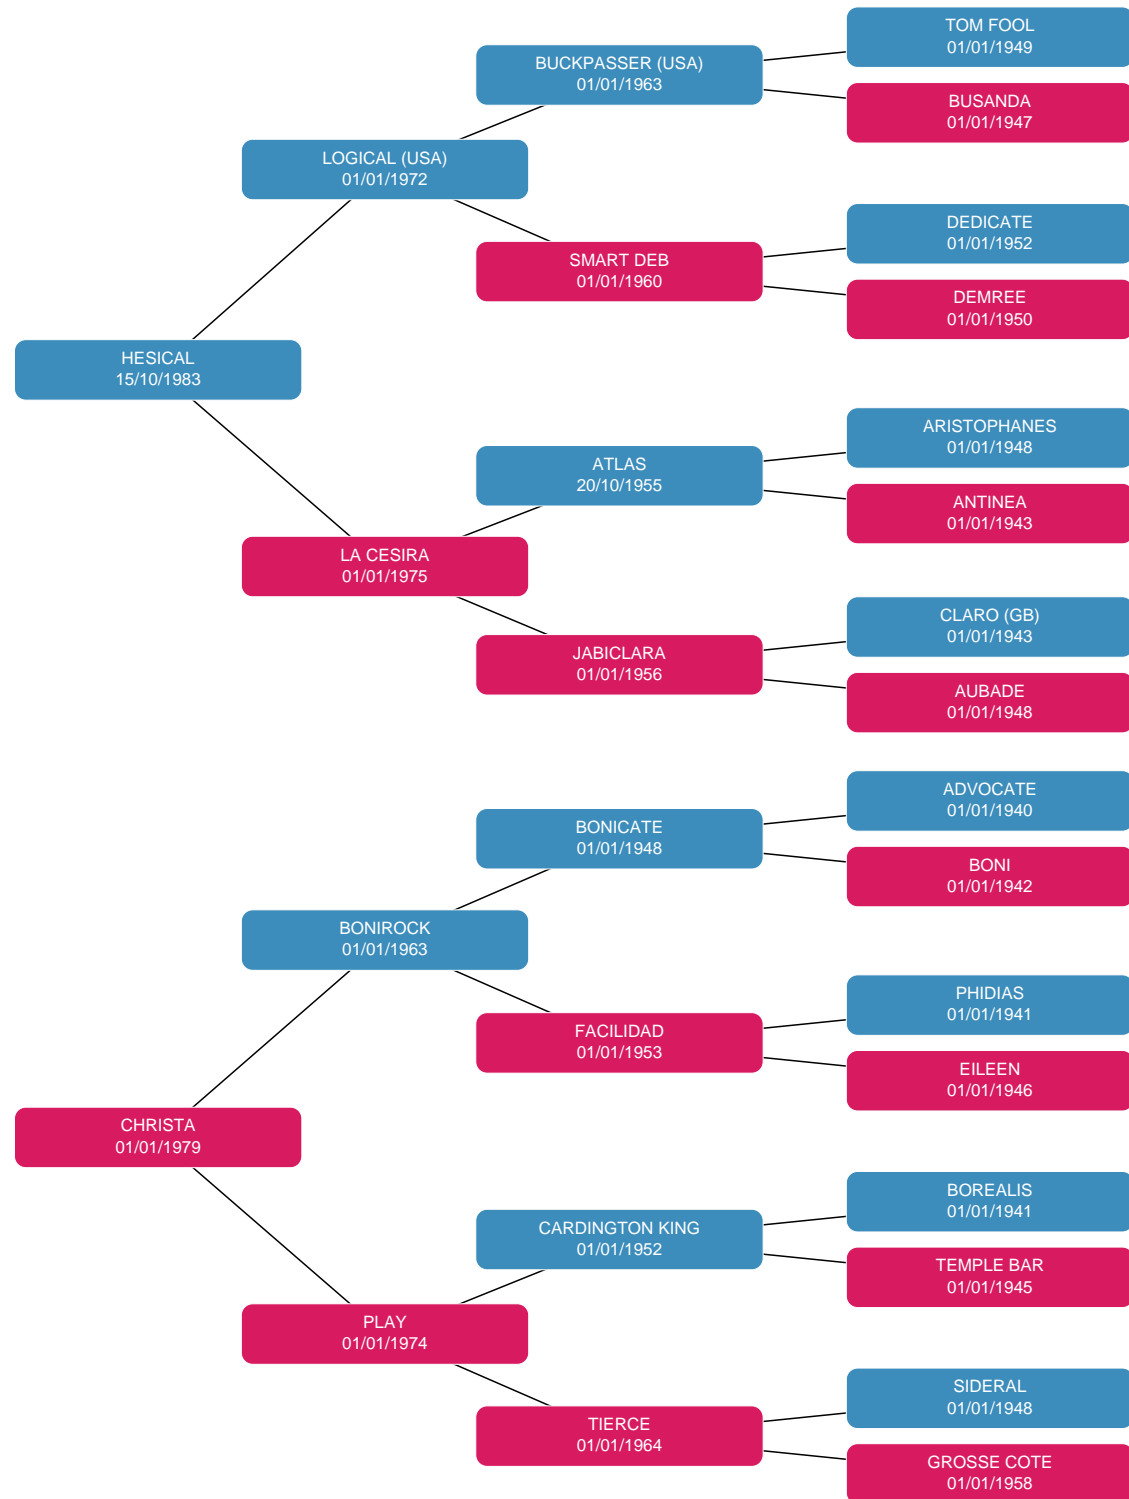 TOM FOOL
01/01/1949
BUCKPASSER (USA)
01/01/1963
BUSANDA
01/01/1947
LOGICAL (USA)
01/01/1972
DEDICATE
01/01/1952
SMART DEB
01/01/1960
DEMREE
01/01/1950
HESICAL
15/10/1983
ARISTOPHANES
01/01/1948
ATLAS
20/10/1955
ANTINEA
01/01/1943
LA CESIRA
01/01/1975
CLARO (GB)
01/01/1943
JABICLARA
01/01/1956
AUBADE
01/01/1948
ADVOCATE
01/01/1940
BONICATE
01/01/1948
BONI
01/01/1942
BONIROCK
01/01/1963
PHIDIAS
01/01/1941
FACILIDAD
01/01/1953
EILEEN
01/01/1946
CHRISTA
01/01/1979
BOREALIS
01/01/1941
CARDINGTON KING
01/01/1952
TEMPLE BAR
01/01/1945
PLAY
01/01/1974
SIDERAL
01/01/1948
TIERCE
01/01/1964
GROSSE COTE
01/01/1958